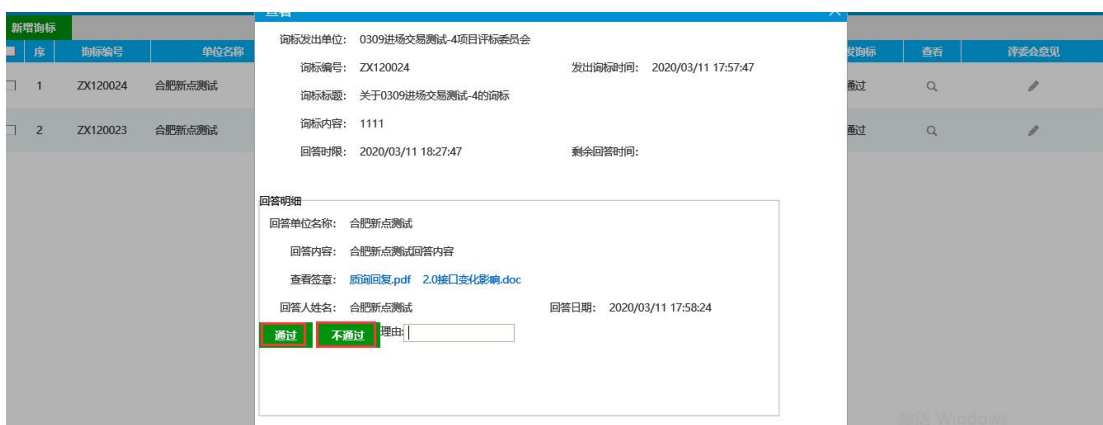 查看
新增询标
序 询标编号 单位名称 发询标 查看 评委会意见
询标发出单位： 0309进场交易测试-4项目评标委员会
询标编号： ZX120024 发出询标时间： 2020/03/11 17:57:47
1 ZX120024 合肥新点测试 通过
询标标题： 关于0309进场交易测试-4的询标
询标内容： 1111
2 ZX120023 合肥新点测试 通过
回答时限： 2020/03/11 18:27:47 剩余回答时间：
回答明细
回答单位名称： 合肥新点测试
回答内容： 合肥新点测试回答内容
查看签章： 质询回复.pdf 2.0接口变化影响.doc
回答人姓名： 合肥新点测试 回答日期： 2020/03/11 17:58:24
通过 不通过 理由:
激活 Windows